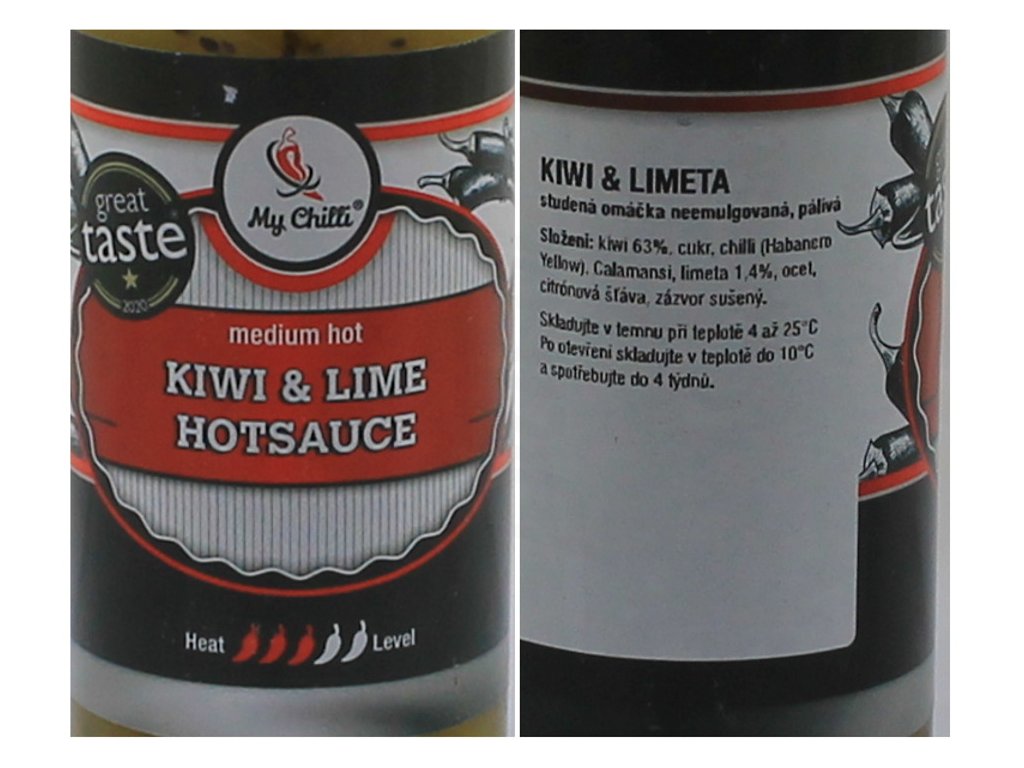 great
taste
2020
My Chilli®
medium hot
KIWI & LIME
HOTSAUCE
Heat Level
KIWI & LIMETA
studená omáčka neemulgovaná, pálivá
Složení: kiwi 63%, cukr, chilli (Habanero
Yellow), Calamansi, limeta 1,4%, ocet,
citrónová šťáva, zázvor sušený.
Skladujte v temnu při teplotě 4 až 25°C
Po otevření skladujte v teplotě do 10°C
a spotřebujte do 4 týdnů.
ta